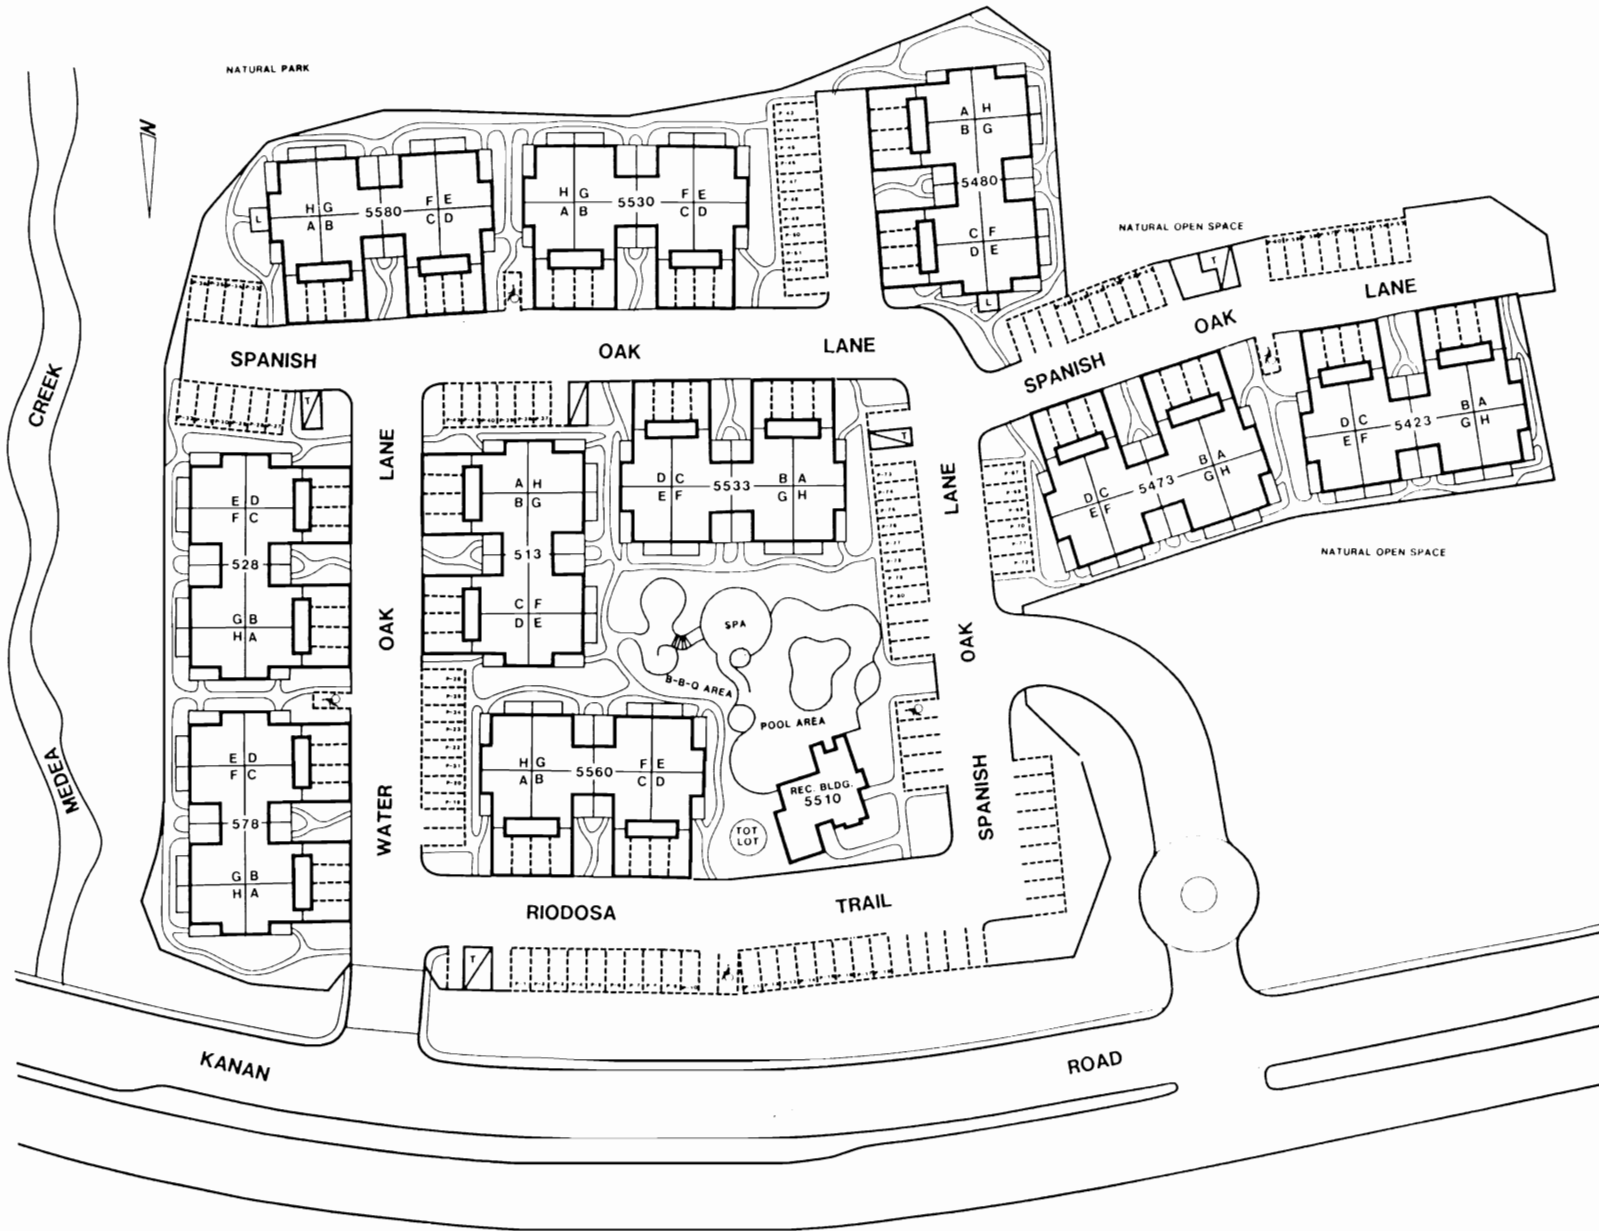 NATURAL PARK
N
A H
B G
5480
C F
D E
L
H G
A B
5580
F E
C D
L
H G
A B
5530
F E
C D
NATURAL OPEN SPACE
T
SPANISH OAK LANE
SPANISH OAK LANE
D C
E F
5473
B A
G H
D C
E F
5423
B A
G H
NATURAL OPEN SPACE
T
T
CREEK
MEDEA
E D
F C
528
G B
H A
E D
F C
578
G B
H A
LANE
OAK
WATER
A H
B G
513
C F
D E
D C
E F
5533
B A
G H
SPA
B-B-Q AREA
POOL AREA
H G
A B
5560
F E
C D
REC. BLDG.
5510
TOT
LOT
LANE
OAK
SPANISH
RIODOSA TRAIL
T
KANAN ROAD